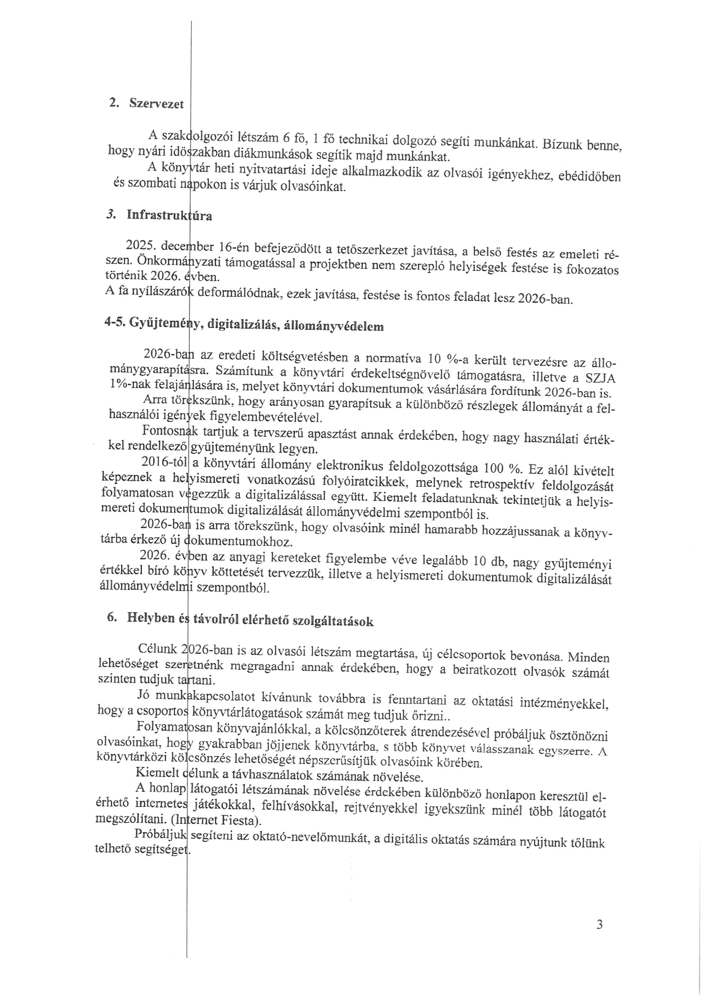 2. Szervezet
A szakdolgozói létszám 6 fő, 1 fő technikai dolgozó segíti munkánkat. Bízunk benne,
hogy nyári időszakban diákmunkások segítik majd munkánkat.
A könyvtár heti nyitvatartási ideje alkalmazkodik az olvasói igényekhez, ebédidőben
és szombati napokon is várjuk olvasóinkat.
3. Infrastruktúra
2025. december 16-én befejeződött a tetőszerkezet javítása, a belső festés az emeleti ré-
szen. Önkormányzati támogatással a projektben nem szerepló helyiségek festése is fokozatos
történik 2026. évben.
A fa nyílászárók deformálódnak, ezek javítása, festése is fontos feladat lesz 2026-ban.
4-5. Gyűjtemény, digitalizálás, állományvédelem
2026-ban az eredeti költségvetésben a normatíva 10 %-a került tervezésre az állo-
mánygyarapításra. Számítunk a könyvtári érdekeltségnövelő támogatásra, illetve a SZJA
1%-nak felajánlására is, melyet könyvtári dokumentumok vásárlására fordítunk 2026-ban is.
Arra törekszünk, hogy arányosan gyarapítsuk a különböző részlegek állományát a fel-
használói igények figyelembevételével.
Fontosnak tartjuk a tervszerű apasztást annak érdekében, hogy nagy használati érték-
kel rendelkező gyűjteményünk legyen.
2016-tól a könyvtári állomány elektronikus feldolgozottsága 100 %. Ez alól kivételt
képeznek a helyismereti vonatkozású folyóiratcikkek, melynek retrospektív feldolgozását
folyamatosan végezzük a digitalizálással együtt. Kiemelt feladatunknak tekintetjük a helyis-
mereti dokumentumok digitalizálását állományvédelmi szempontból is.
2026-ban is arra törekszünk, hogy olvasóink minél hamarabb hozzájussanak a könyv-
tárba érkező új dokumentumokhoz.
2026. évben az anyagi kereteket figyelembe véve legalább 10 db, nagy gyűjteményi
értékkel bíró könyv köttetését tervezzük, illetve a helyismereti dokumentumok digitalizálását
állományvédelmi szempontból.
6. Helyben és távolról elérhető szolgáltatások
Célunk 2026-ban is az olvasói létszám megtartása, új célcsoportok bevonása. Minden
lehetőséget szeretnénk megragadni annak érdekében, hogy a beiratkozott olvasók számát
szinten tudjuk tartani.
Jó munkakapcsolatot kívánunk továbbra is fenntartani az oktatási intézményekkel,
hogy a csoportos könyvtárlátogatások számát meg tudjuk őrizni..
Folyamatosan könyvajánlókkal, a kölcsönzőterek átrendezésével próbáljuk ösztönözni
olvasóinkat, hogy gyakrabban jöjjenek könyvtárba, s több könyvet válasszanak egyszerre. A
könyvtárközi kölcsönzés lehetőségét népszerűsítjük olvasóink körében.
Kiemelt célunk a távhasználatok számának növelése.
A honlap látogatói létszámának növelése érdekében különböző honlapon keresztül el-
érhető internetes játékokkal, felhívásokkal, rejtvényekkel igyekszünk minél több látogatót
megszólítani. (Internet Fiesta).
Próbáljuk segíteni az oktató-nevelőmunkát, a digitális oktatás számára nyújtunk tőlünk
telhető segítséget.
3